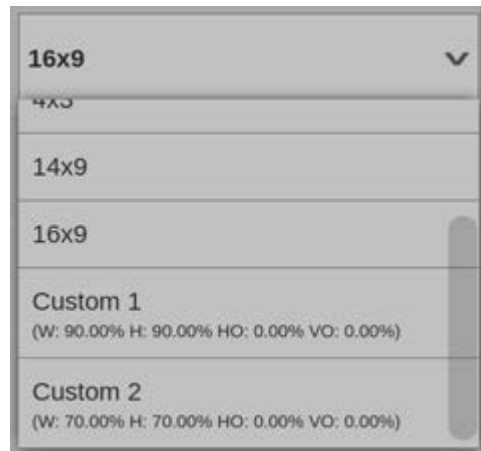 16x9
4x3
14x9
16x9
Custom 1
(W: 90.00% H: 90.00% HO: 0.00% VO: 0.00%)
Custom 2
(W: 70.00% H: 70.00% HO: 0.00% VO: 0.00%)